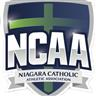 NCAA
NIAGARA CATHOLIC
ATHLETIC ASSOCIATION